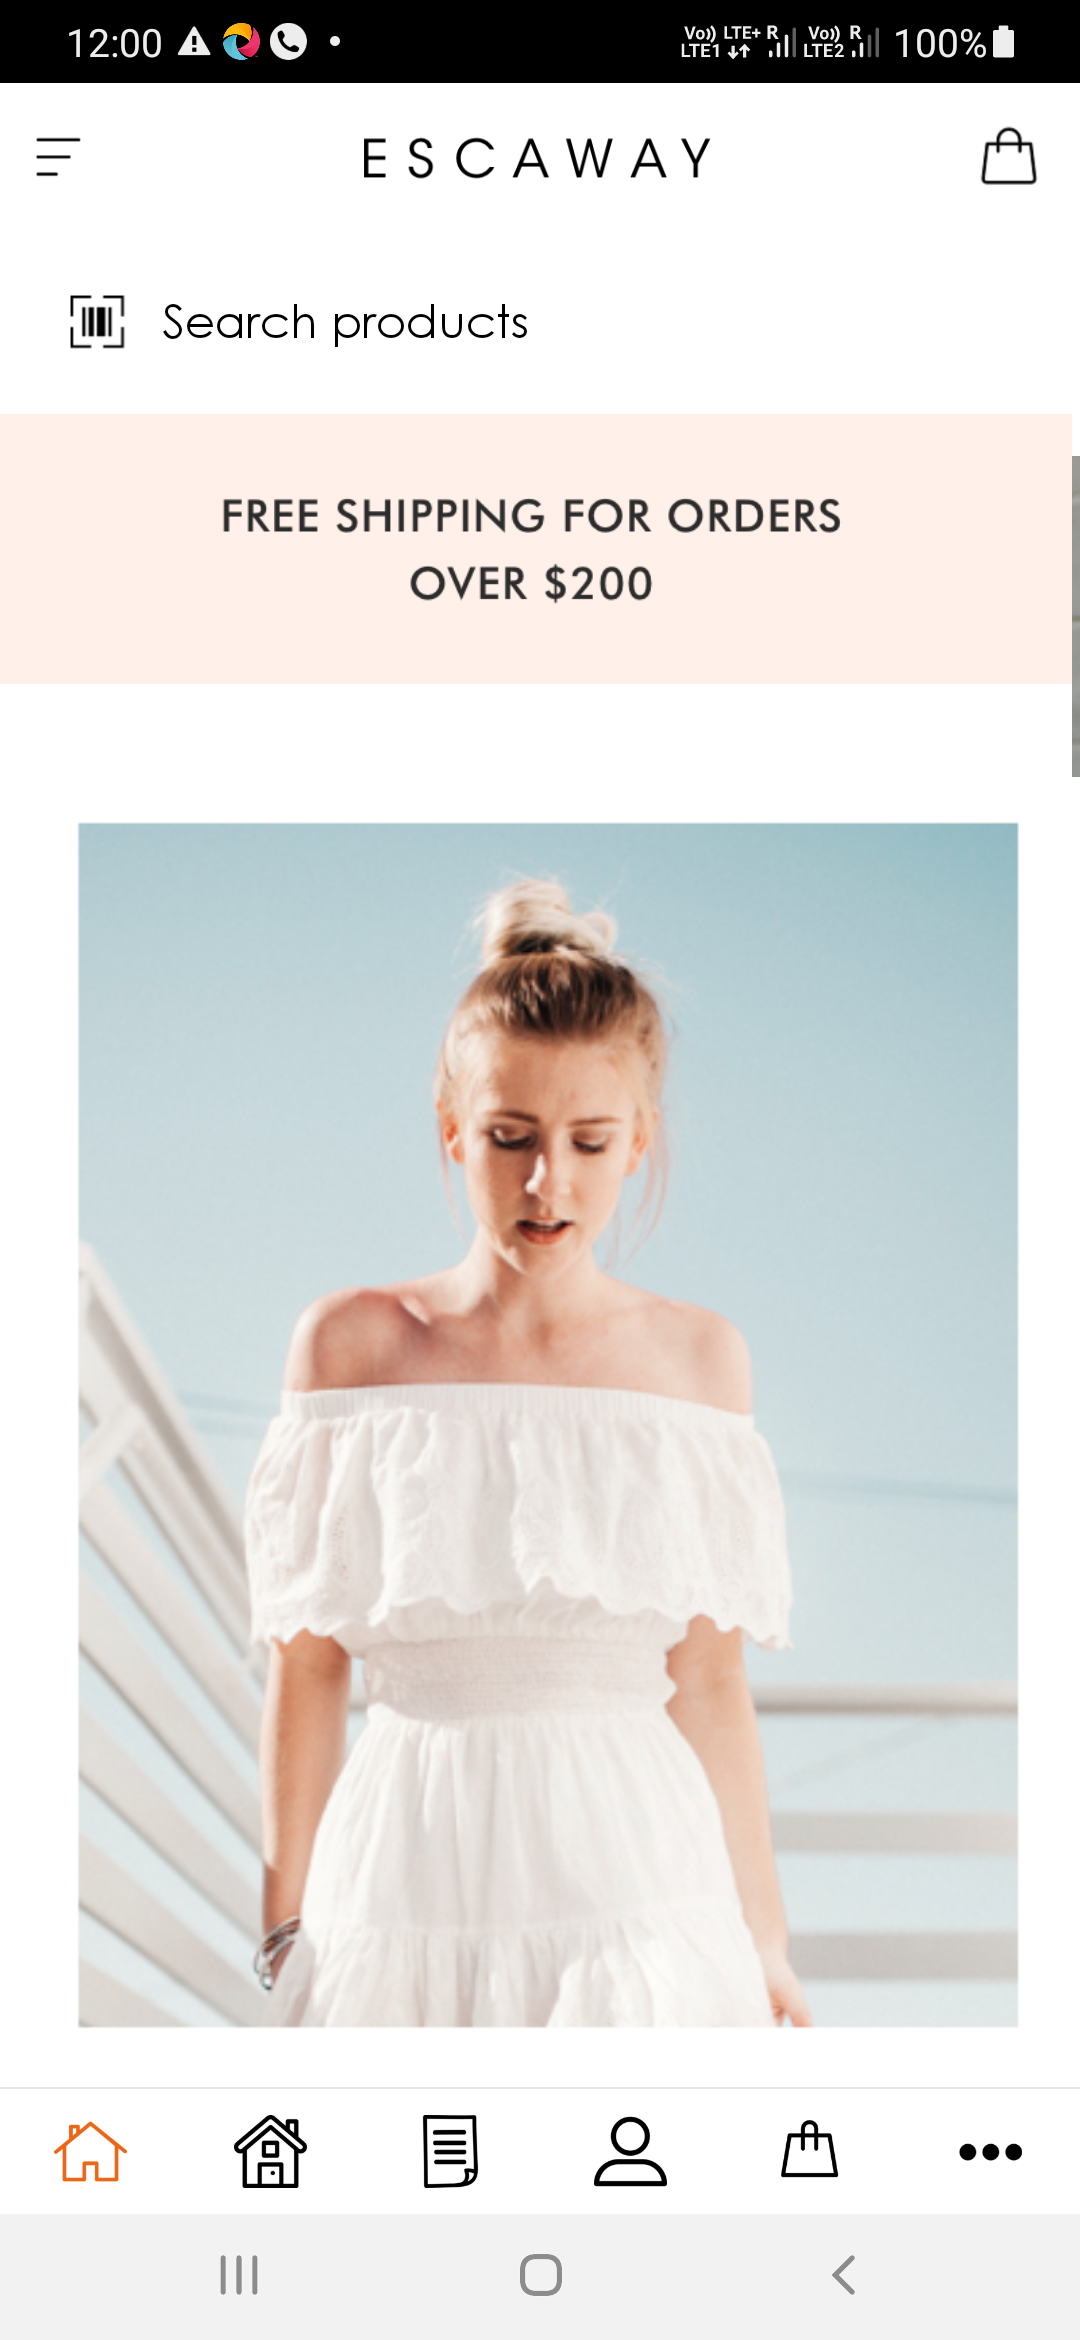 12:00
Vo)) LTE+ R Vo)) R 100%
LTE1 LTE2
ESCAWAY
Search products
FREE SHIPPING FOR ORDERS
OVER $200